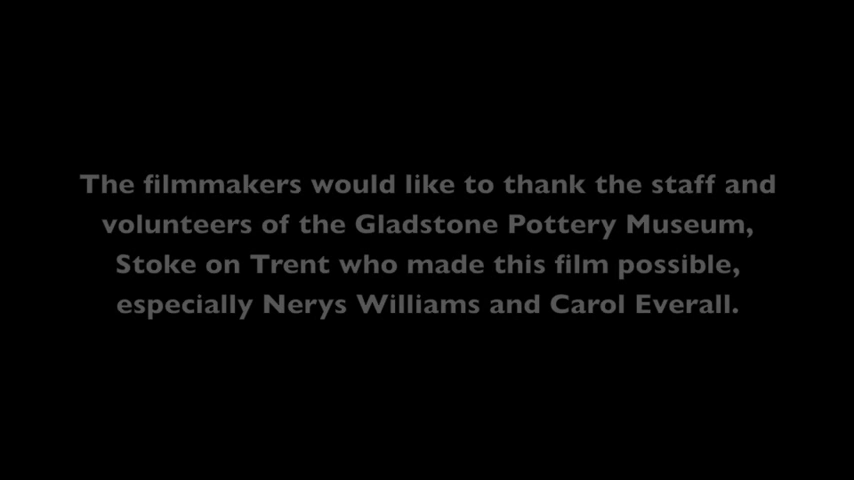 The filmmakers would like to thank the staff and
volunteers of the Gladstone Pottery Museum,
Stoke on Trent who made this film possible,
especially Nerys Williams and Carol Everall.